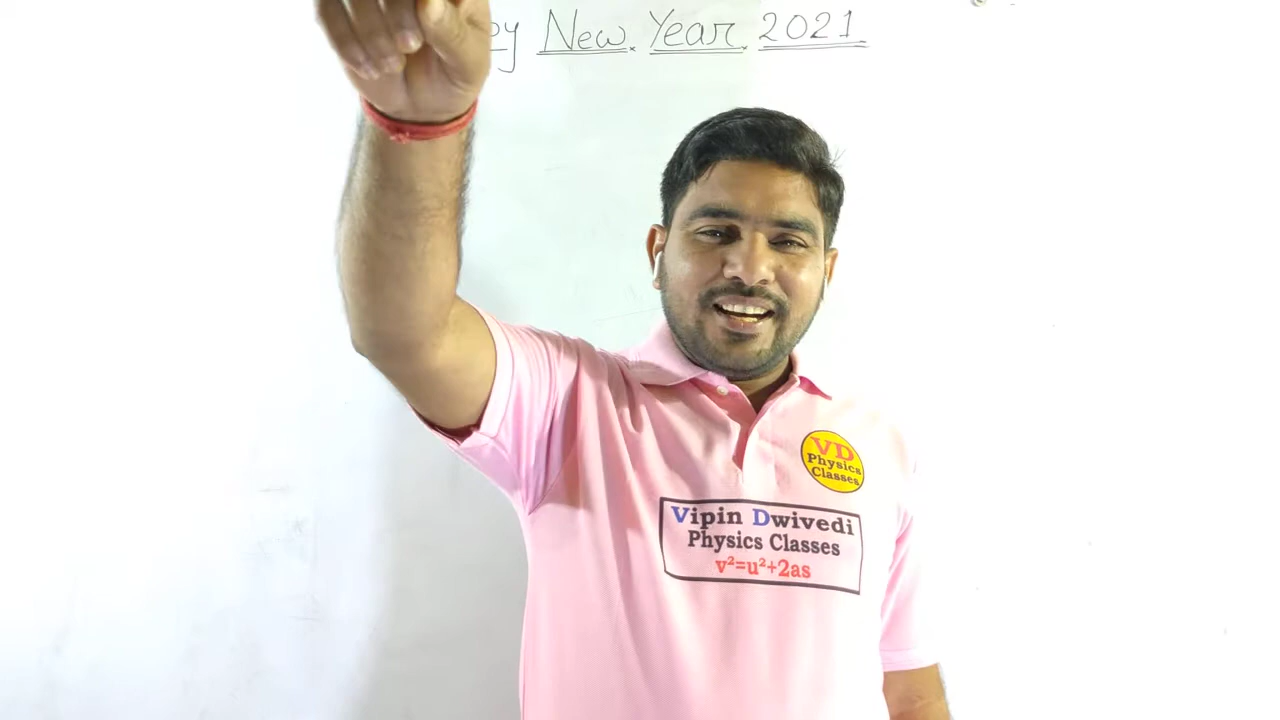 New Year 2021
VD
Physics
Classes
Vipin Dwivedi
Physics Classes
v²=u²+2as